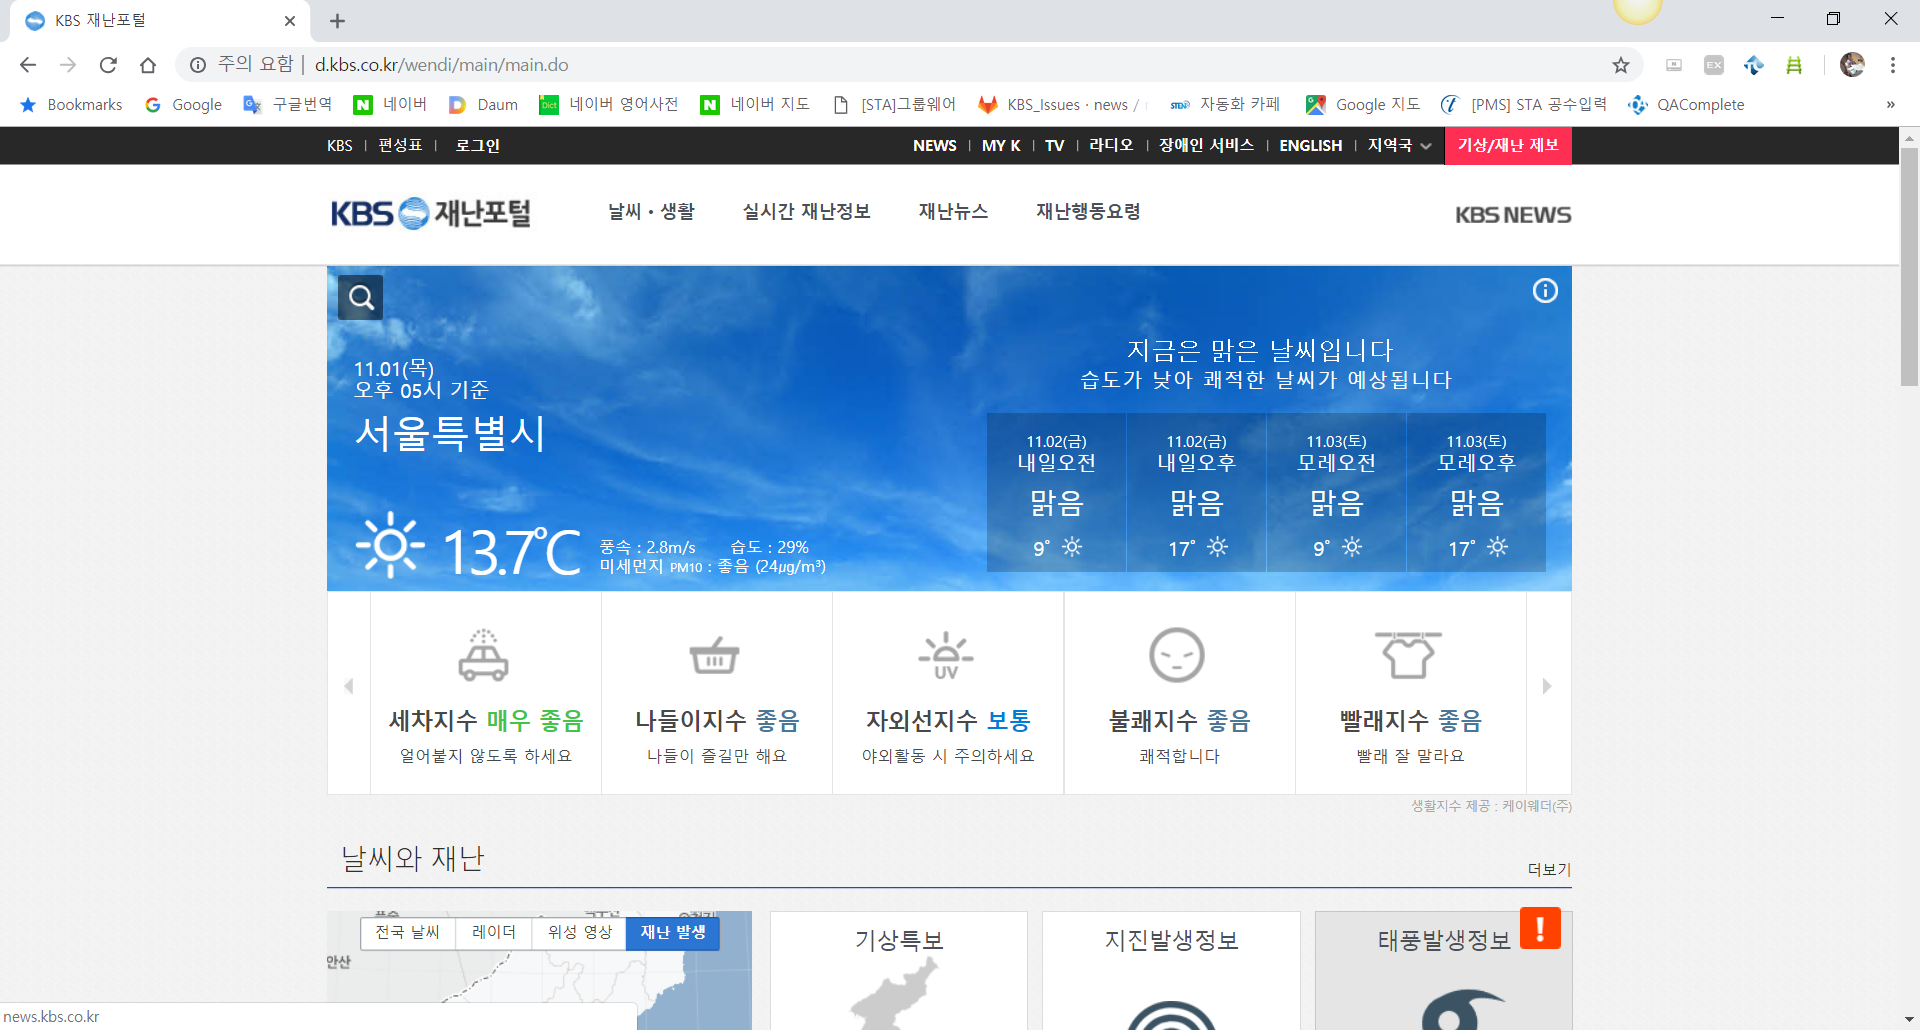 KBS 재난포털
주의 요함 | d.kbs.co.kr/wendi/main/main.do
Bookmarks Google 구글번역 네이버 Daum 네이버 영어사전 네이버 지도 [STA]그룹웨어 KBS_Issues · news / 자동화 카페 Google 지도 [PMS] STA 공수입력 QAComplete »
KBS | 편성표 | 로그인 NEWS | MY K | TV | 라디오 | 장애인 서비스 | ENGLISH | 지역국 기상/재난 제보
KBS 재난포털 날씨 • 생활 실시간 재난정보 재난뉴스 재난행동요령 KBS NEWS
지금은 맑은 날씨입니다
습도가 낮아 쾌적한 날씨가 예상됩니다
11.01(목)
오후 05시 기준
서울특별시
13.7℃
풍속 : 2.8m/s 습도 : 29%
미세먼지 PM10 : 좋음 (24㎍/m³)
11.02(금) 11.02(금) 11.03(토) 11.03(토)
내일오전 내일오후 모레오전 모레오후
맑음 맑음 맑음 맑음
9˚ 17˚ 9˚ 17˚
UV
세차지수 매우 좋음 나들이지수 좋음 자외선지수 보통 불쾌지수 좋음 빨래지수 좋음
얼어붙지 않도록 하세요 나들이 즐길만 해요 야외활동 시 주의하세요 쾌적합니다 빨래 잘 말라요
생활지수 제공 : 케이웨더(주)
날씨와 재난 더보기
전국 날씨 레이더 위성 영상 재난 발생
안산
기상특보 지진발생정보 태풍발생정보 !
news.kbs.co.kr